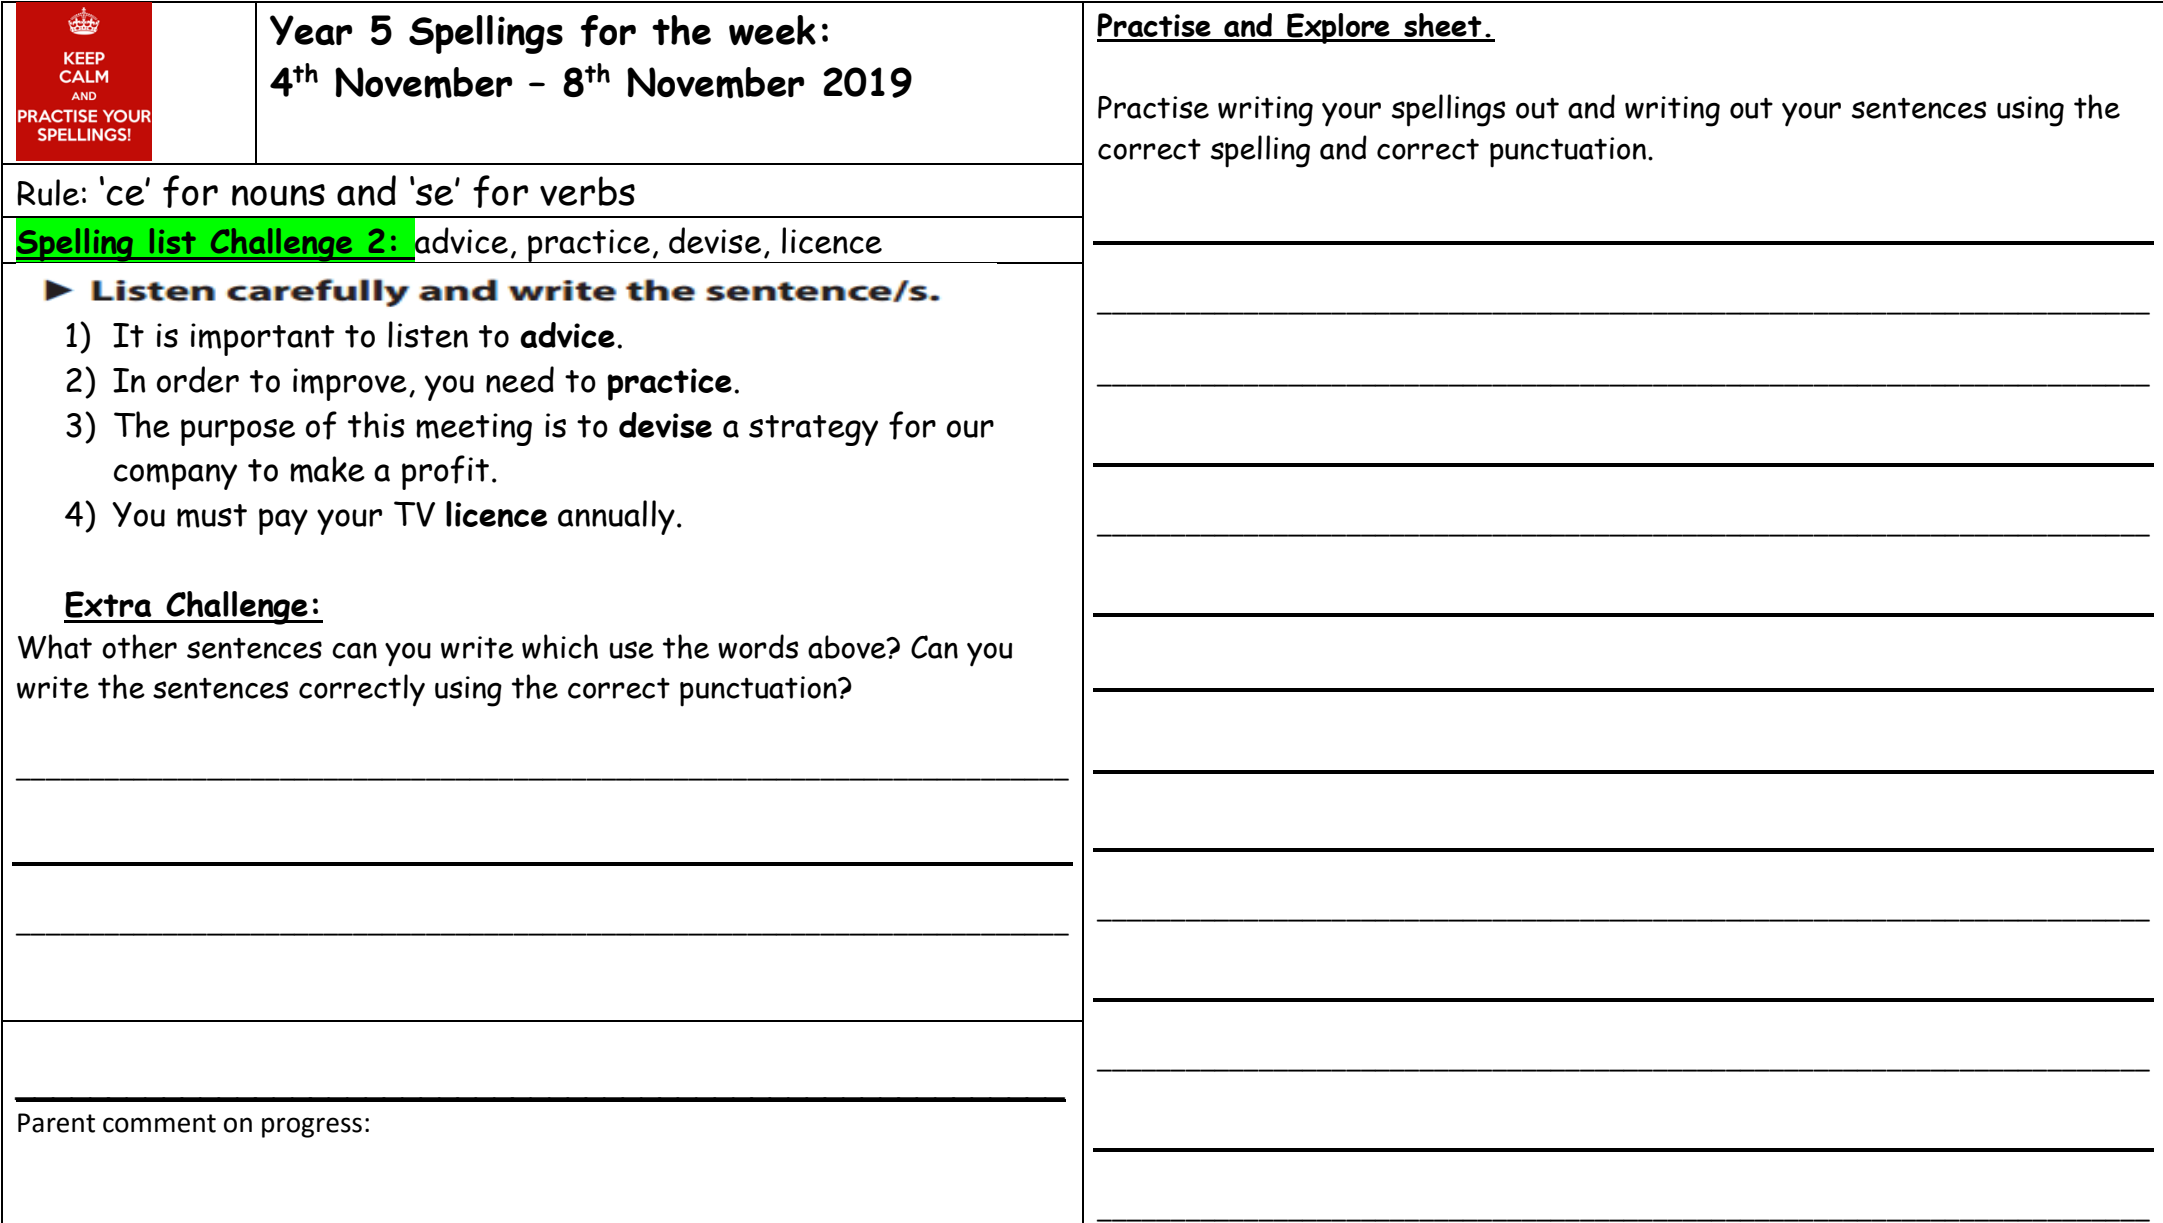 KEEP
CALM
AND
PRACTISE YOUR
SPELLINGS!
Year 5 Spellings for the week:
4th November – 8th November 2019
Rule: ‘ce’ for nouns and ‘se’ for verbs
Spelling list Challenge 2: advice, practice, devise, licence
► Listen carefully and write the sentence/s.
1) It is important to listen to advice.
2) In order to improve, you need to practice.
3) The purpose of this meeting is to devise a strategy for our
company to make a profit.
4) You must pay your TV licence annually.
Extra Challenge:
What other sentences can you write which use the words above? Can you
write the sentences correctly using the correct punctuation?
Parent comment on progress:
Practise and Explore sheet.
Practise writing your spellings out and writing out your sentences using the
correct spelling and correct punctuation.